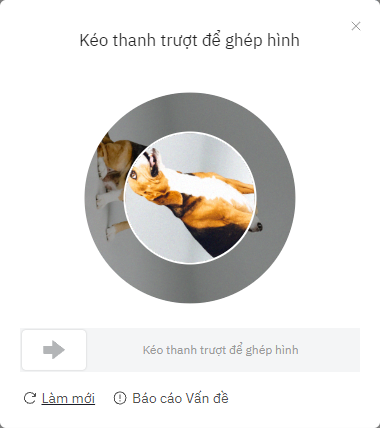 Kéo thanh trượt để ghép hình
Kéo thanh trượt để ghép hình
Làm mới
Báo cáo Vấn đề